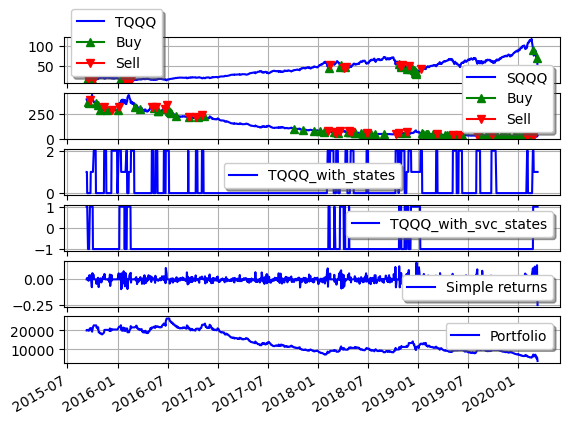 TQQQ
Buy
Sell
100
50
SQQQ
Buy
Sell
250
0
2
0
TQQQ_with_states
1
0
−1
TQQQ_with_svc_states
0.00
−0.25
Simple returns
20000
10000
Portfolio
2015-07
2016-01
2016-07
2017-01
2017-07
2018-01
2018-07
2019-01
2019-07
2020-01